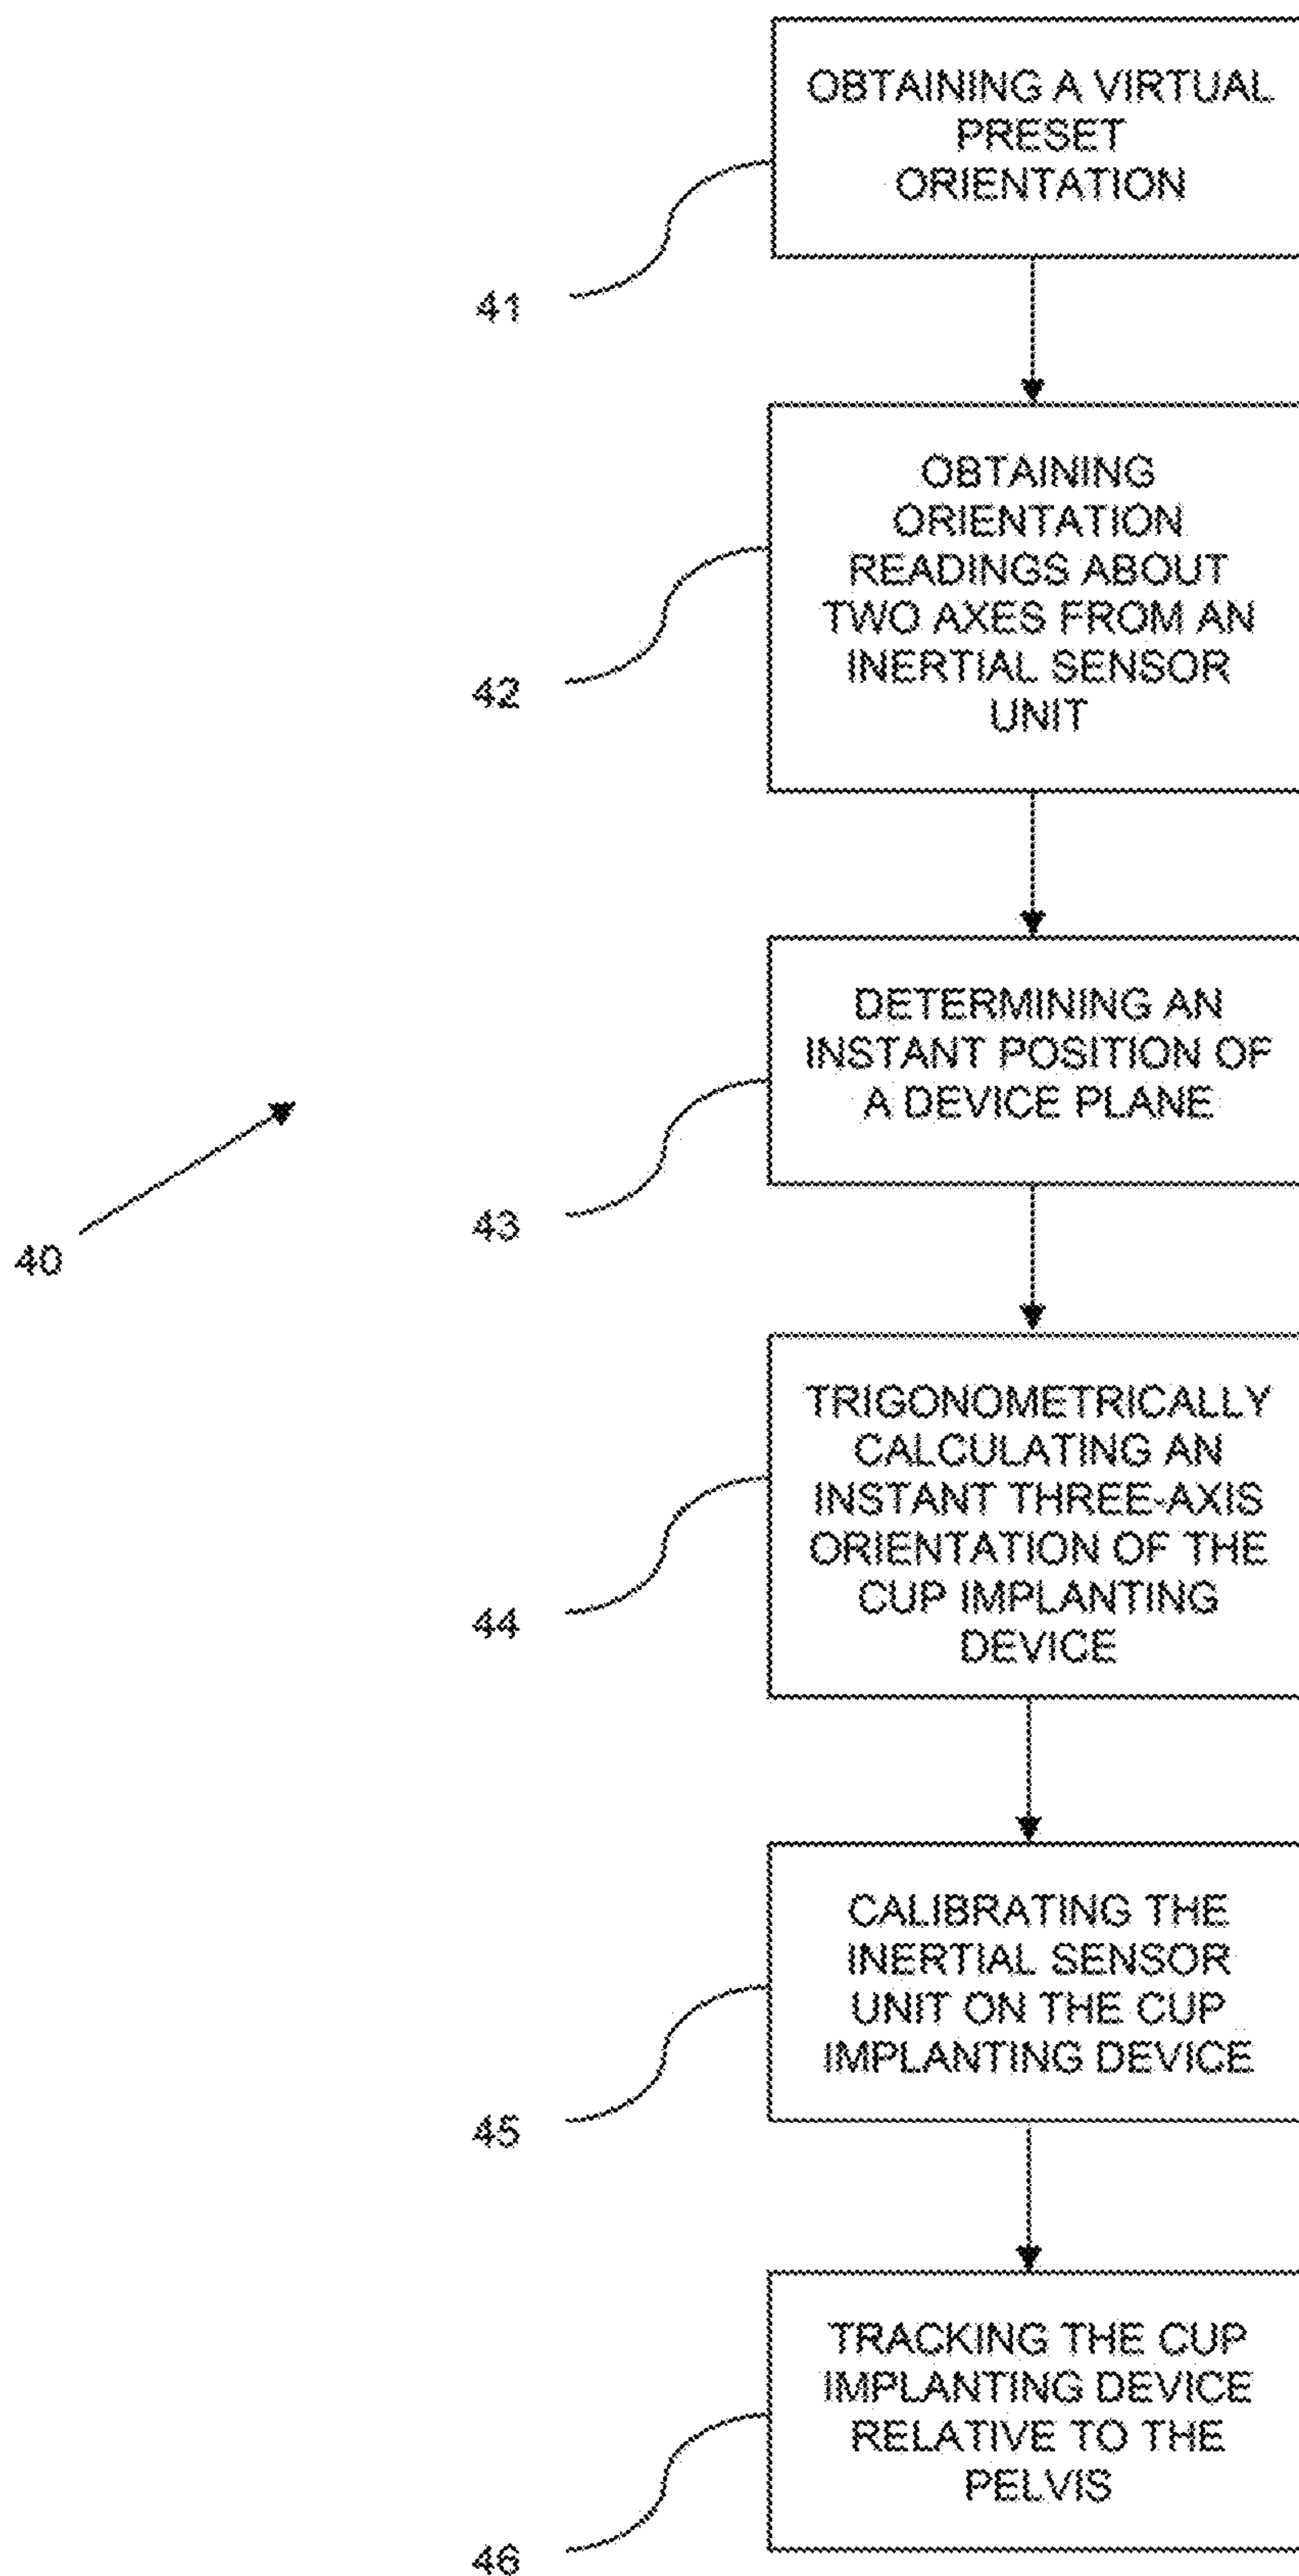 OBTAINING A VIRTUAL
PRESET
ORIENTATION
41
OBTAINING
ORIENTATION
READINGS ABOUT
TWO AXES FROM AN
INERTIAL SENSOR
UNIT
42
DETERMINING AN
INSTANT POSITION OF
A DEVICE PLANE
43
40
TRIGONOMETRICALLY
CALCULATING AN
INSTANT THREE-AXIS
ORIENTATION OF THE
CUP IMPLANTING
DEVICE
44
CALIBRATING THE
INERTIAL SENSOR
UNIT ON THE CUP
IMPLANTING DEVICE
45
TRACKING THE CUP
IMPLANTING DEVICE
RELATIVE TO THE
PELVIS
46